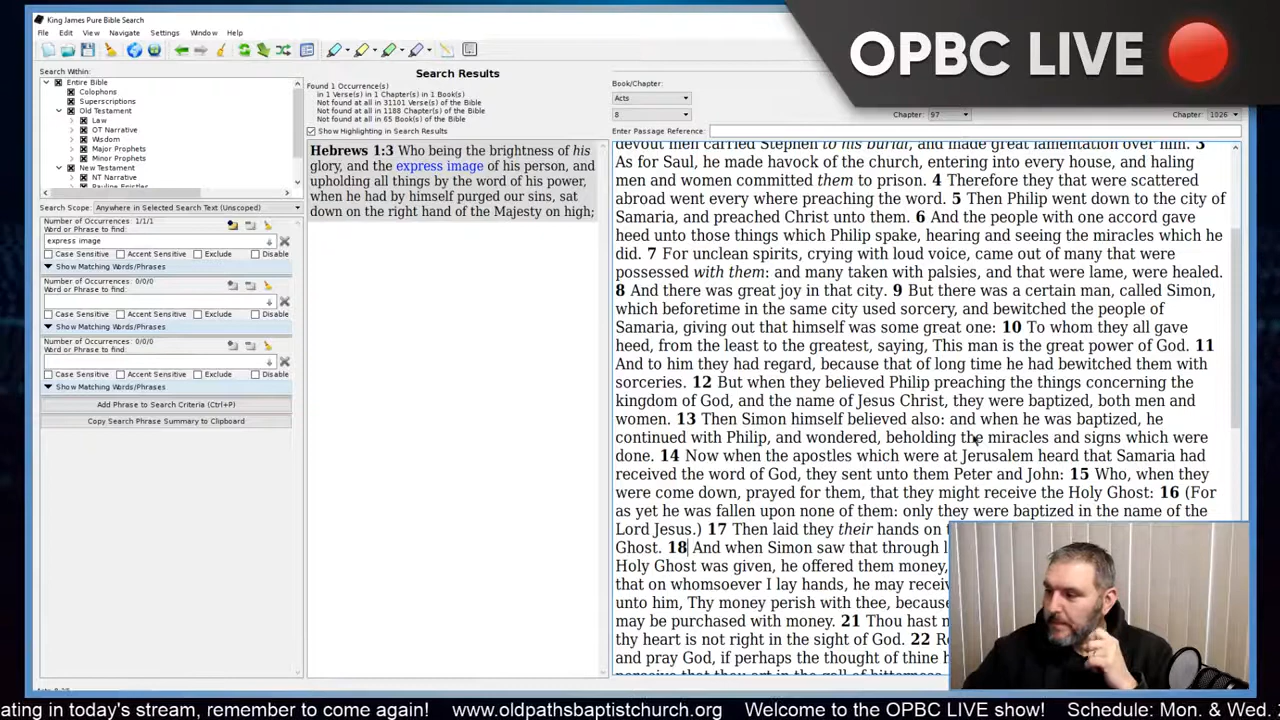 King James Pure Bible Search
OPBC LIVE
File Edit View Navigate Settings Window Help
Search Within:
Entire Bible
Colophons
Superscriptions
Old Testament
Law
OT Narrative
Wisdom
Major Prophets
Minor Prophets
New Testament
NT Narrative
Pauline Epistles
Search Scope: Anywhere in Selected Search Text (Unscoped)
Number of Occurrences: 1/1/1
Word or Phrase to find:
express image
Case Sensitive Accent Sensitive Exclude Disable
Show Matching Words/Phrases
Number of Occurrences: 0/0/0
Word or Phrase to find:
Case Sensitive Accent Sensitive Exclude Disable
Show Matching Words/Phrases
Number of Occurrences: 0/0/0
Word or Phrase to find:
Case Sensitive Accent Sensitive Exclude Disable
Show Matching Words/Phrases
Add Phrase to Search Criteria (Ctrl+P)
Copy Search Phrase Summary to Clipboard
Search Results
Found 1 Occurrence(s)
in 1 Verse(s) in 1 Chapter(s) in 1 Book(s)
Not found at all in 31101 Verse(s) of the Bible
Not found at all in 1188 Chapter(s) of the Bible
Not found at all in 65 Book(s) of the Bible
Show Highlighting in Search Results
Hebrews 1:3 Who being the brightness of his
glory, and the express image of his person, and
upholding all things by the word of his power,
when he had by himself purged our sins, sat
down on the right hand of the Majesty on high;
Book/Chapter:
Acts
8 Chapter: 97 Chapter: 1026
Enter Passage Reference:
devout men carried Stephen to his burial, and made great lamentation over him. 3
As for Saul, he made havock of the church, entering into every house, and haling
men and women committed them to prison. 4 Therefore they that were scattered
abroad went every where preaching the word. 5 Then Philip went down to the city of
Samaria, and preached Christ unto them. 6 And the people with one accord gave
heed unto those things which Philip spake, hearing and seeing the miracles which he
did. 7 For unclean spirits, crying with loud voice, came out of many that were
possessed with them: and many taken with palsies, and that were lame, were healed.
8 And there was great joy in that city. 9 But there was a certain man, called Simon,
which beforetime in the same city used sorcery, and bewitched the people of
Samaria, giving out that himself was some great one: 10 To whom they all gave
heed, from the least to the greatest, saying, This man is the great power of God. 11
And to him they had regard, because that of long time he had bewitched them with
sorceries. 12 But when they believed Philip preaching the things concerning the
kingdom of God, and the name of Jesus Christ, they were baptized, both men and
women. 13 Then Simon himself believed also: and when he was baptized, he
continued with Philip, and wondered, beholding the miracles and signs which were
done. 14 Now when the apostles which were at Jerusalem heard that Samaria had
received the word of God, they sent unto them Peter and John: 15 Who, when they
were come down, prayed for them, that they might receive the Holy Ghost: 16 (For
as yet he was fallen upon none of them: only they were baptized in the name of the
Lord Jesus.) 17 Then laid they their hands on
Ghost. 18 And when Simon saw that through
Holy Ghost was given, he offered them money,
that on whomsoever I lay hands, he may
unto him, Thy money perish with thee, because
may be purchased with money. 21 Thou hast
thy heart is not right in the sight of God. 22
and pray God, if perhaps the thought of thine
ating in today's stream, remember to come again! www.oldpathsbaptistchurch.org Welcome to the OPBC LIVE show! Schedule: Mon. & Wed.